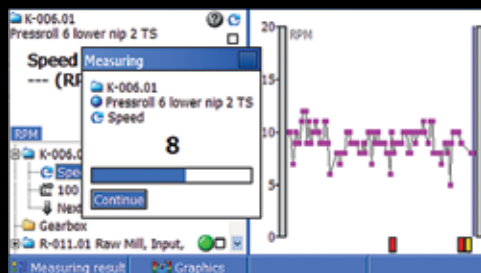 K-006.01
Pressroll 6 lower nip 2 TS
Speed
--- (RP
RPM
K-006.0
Spe
100
Nex
Gearbox
R-011.01 Raw Mill, Input,
Measuring
K-006.01
Pressroll 6 lower nip 2 TS
Speed
8
Continue
20
RPM
15
10
5
0
Measuring result
Graphics